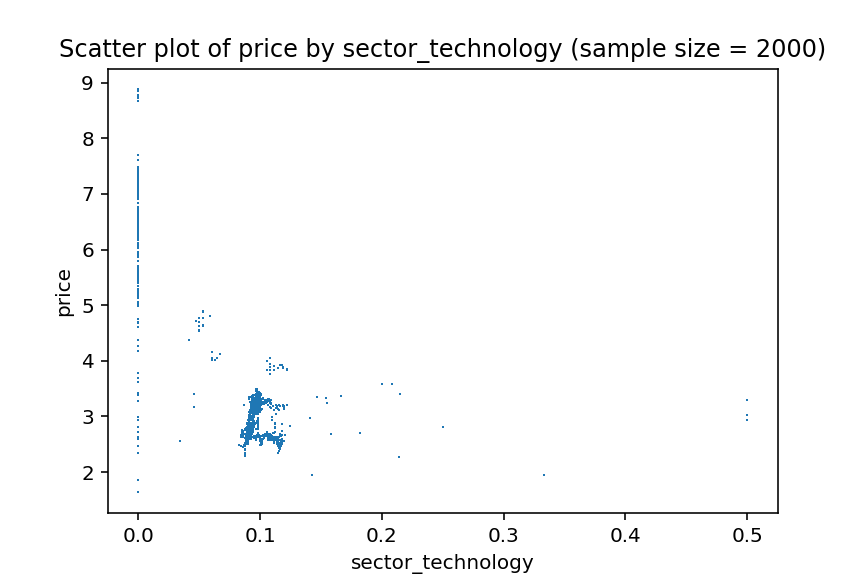 Scatter plot of price by sector_technology (sample size = 2000)
9
8
7
6
5
4
3
2
price
0.0 0.1 0.2 0.3 0.4 0.5
sector_technology